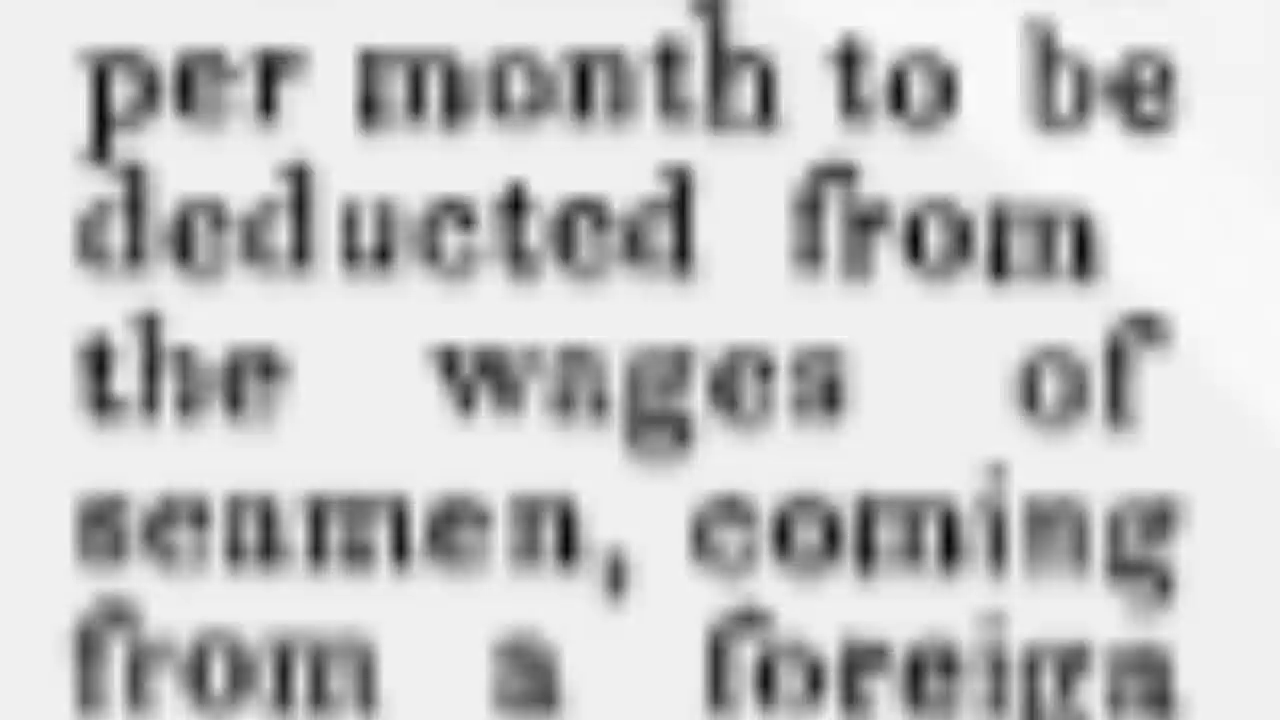 per month to be
deducted from
the wages of
seamen, coming
from a foreign